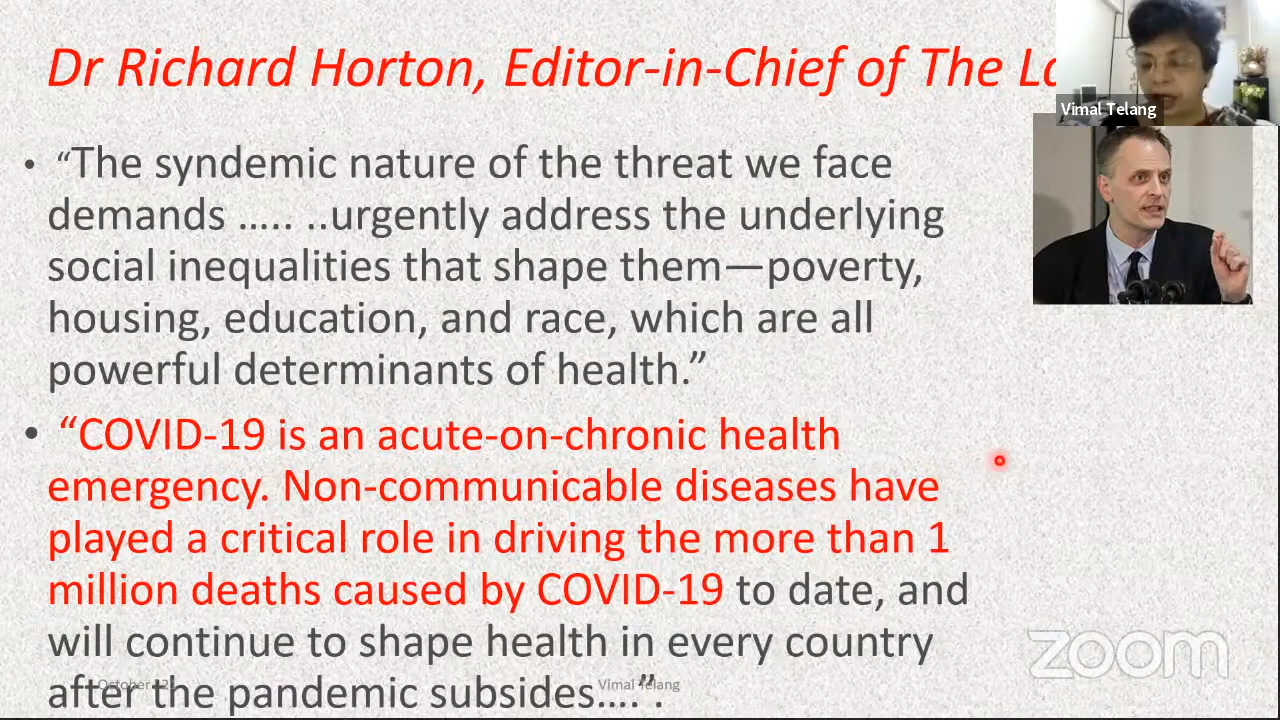 Dr Richard Horton, Editor-in-Chief of The
Vimal Telang
• “The syndemic nature of the threat we face
demands ….. ..urgently address the underlying
social inequalities that shape them—poverty,
housing, education, and race, which are all
powerful determinants of health.”
• “COVID-19 is an acute-on-chronic health
emergency. Non-communicable diseases have
played a critical role in driving the more than 1
million deaths caused by COVID-19 to date, and
will continue to shape health in every country
after the pandemic subsides….”.
October
Vimal Telang
zoom